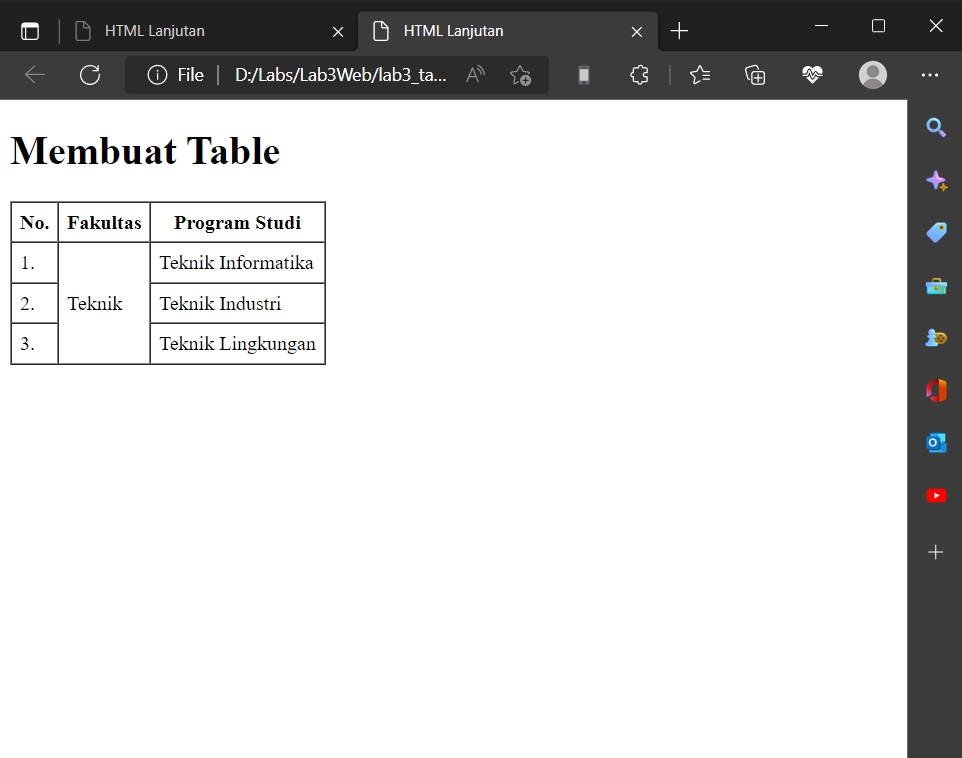 HTML Lanjutan
HTML Lanjutan
File D:/Labs/Lab3Web/lab3_ta...
Membuat Table
No. Fakultas Program Studi
1. Teknik Informatika
2. Teknik Teknik Industri
3. Teknik Lingkungan